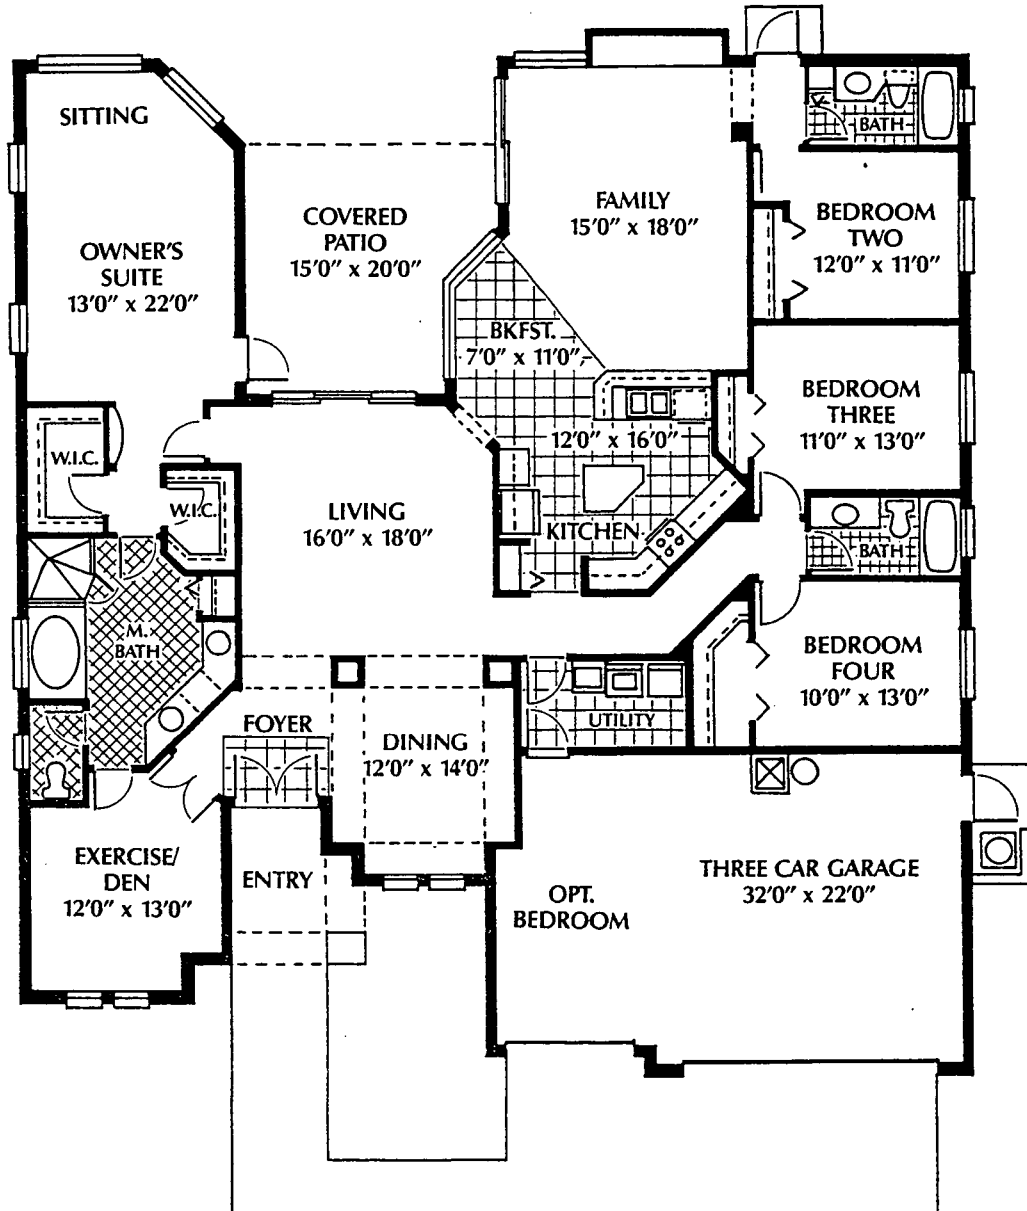 SITTING
BATH
FAMILY
15'0" x 18'0"
COVERED
PATIO
15'0" x 20'0"
BEDROOM
TWO
12'0" x 11'0"
OWNER'S
SUITE
13'0" x 22'0"
BKFST.
7'0" x 11'0"
BEDROOM
THREE
11'0" x 13'0"
12'0" x 16'0"
W.I.C.
W.I.C.
LIVING
16'0" x 18'0"
KITCHEN
BATH
M.
BATH
BEDROOM
FOUR
10'0" x 13'0"
FOYER
UTILITY
DINING
12'0" x 14'0"
EXERCISE/
DEN
12'0" x 13'0"
ENTRY
OPT.
BEDROOM
THREE CAR GARAGE
32'0" x 22'0"